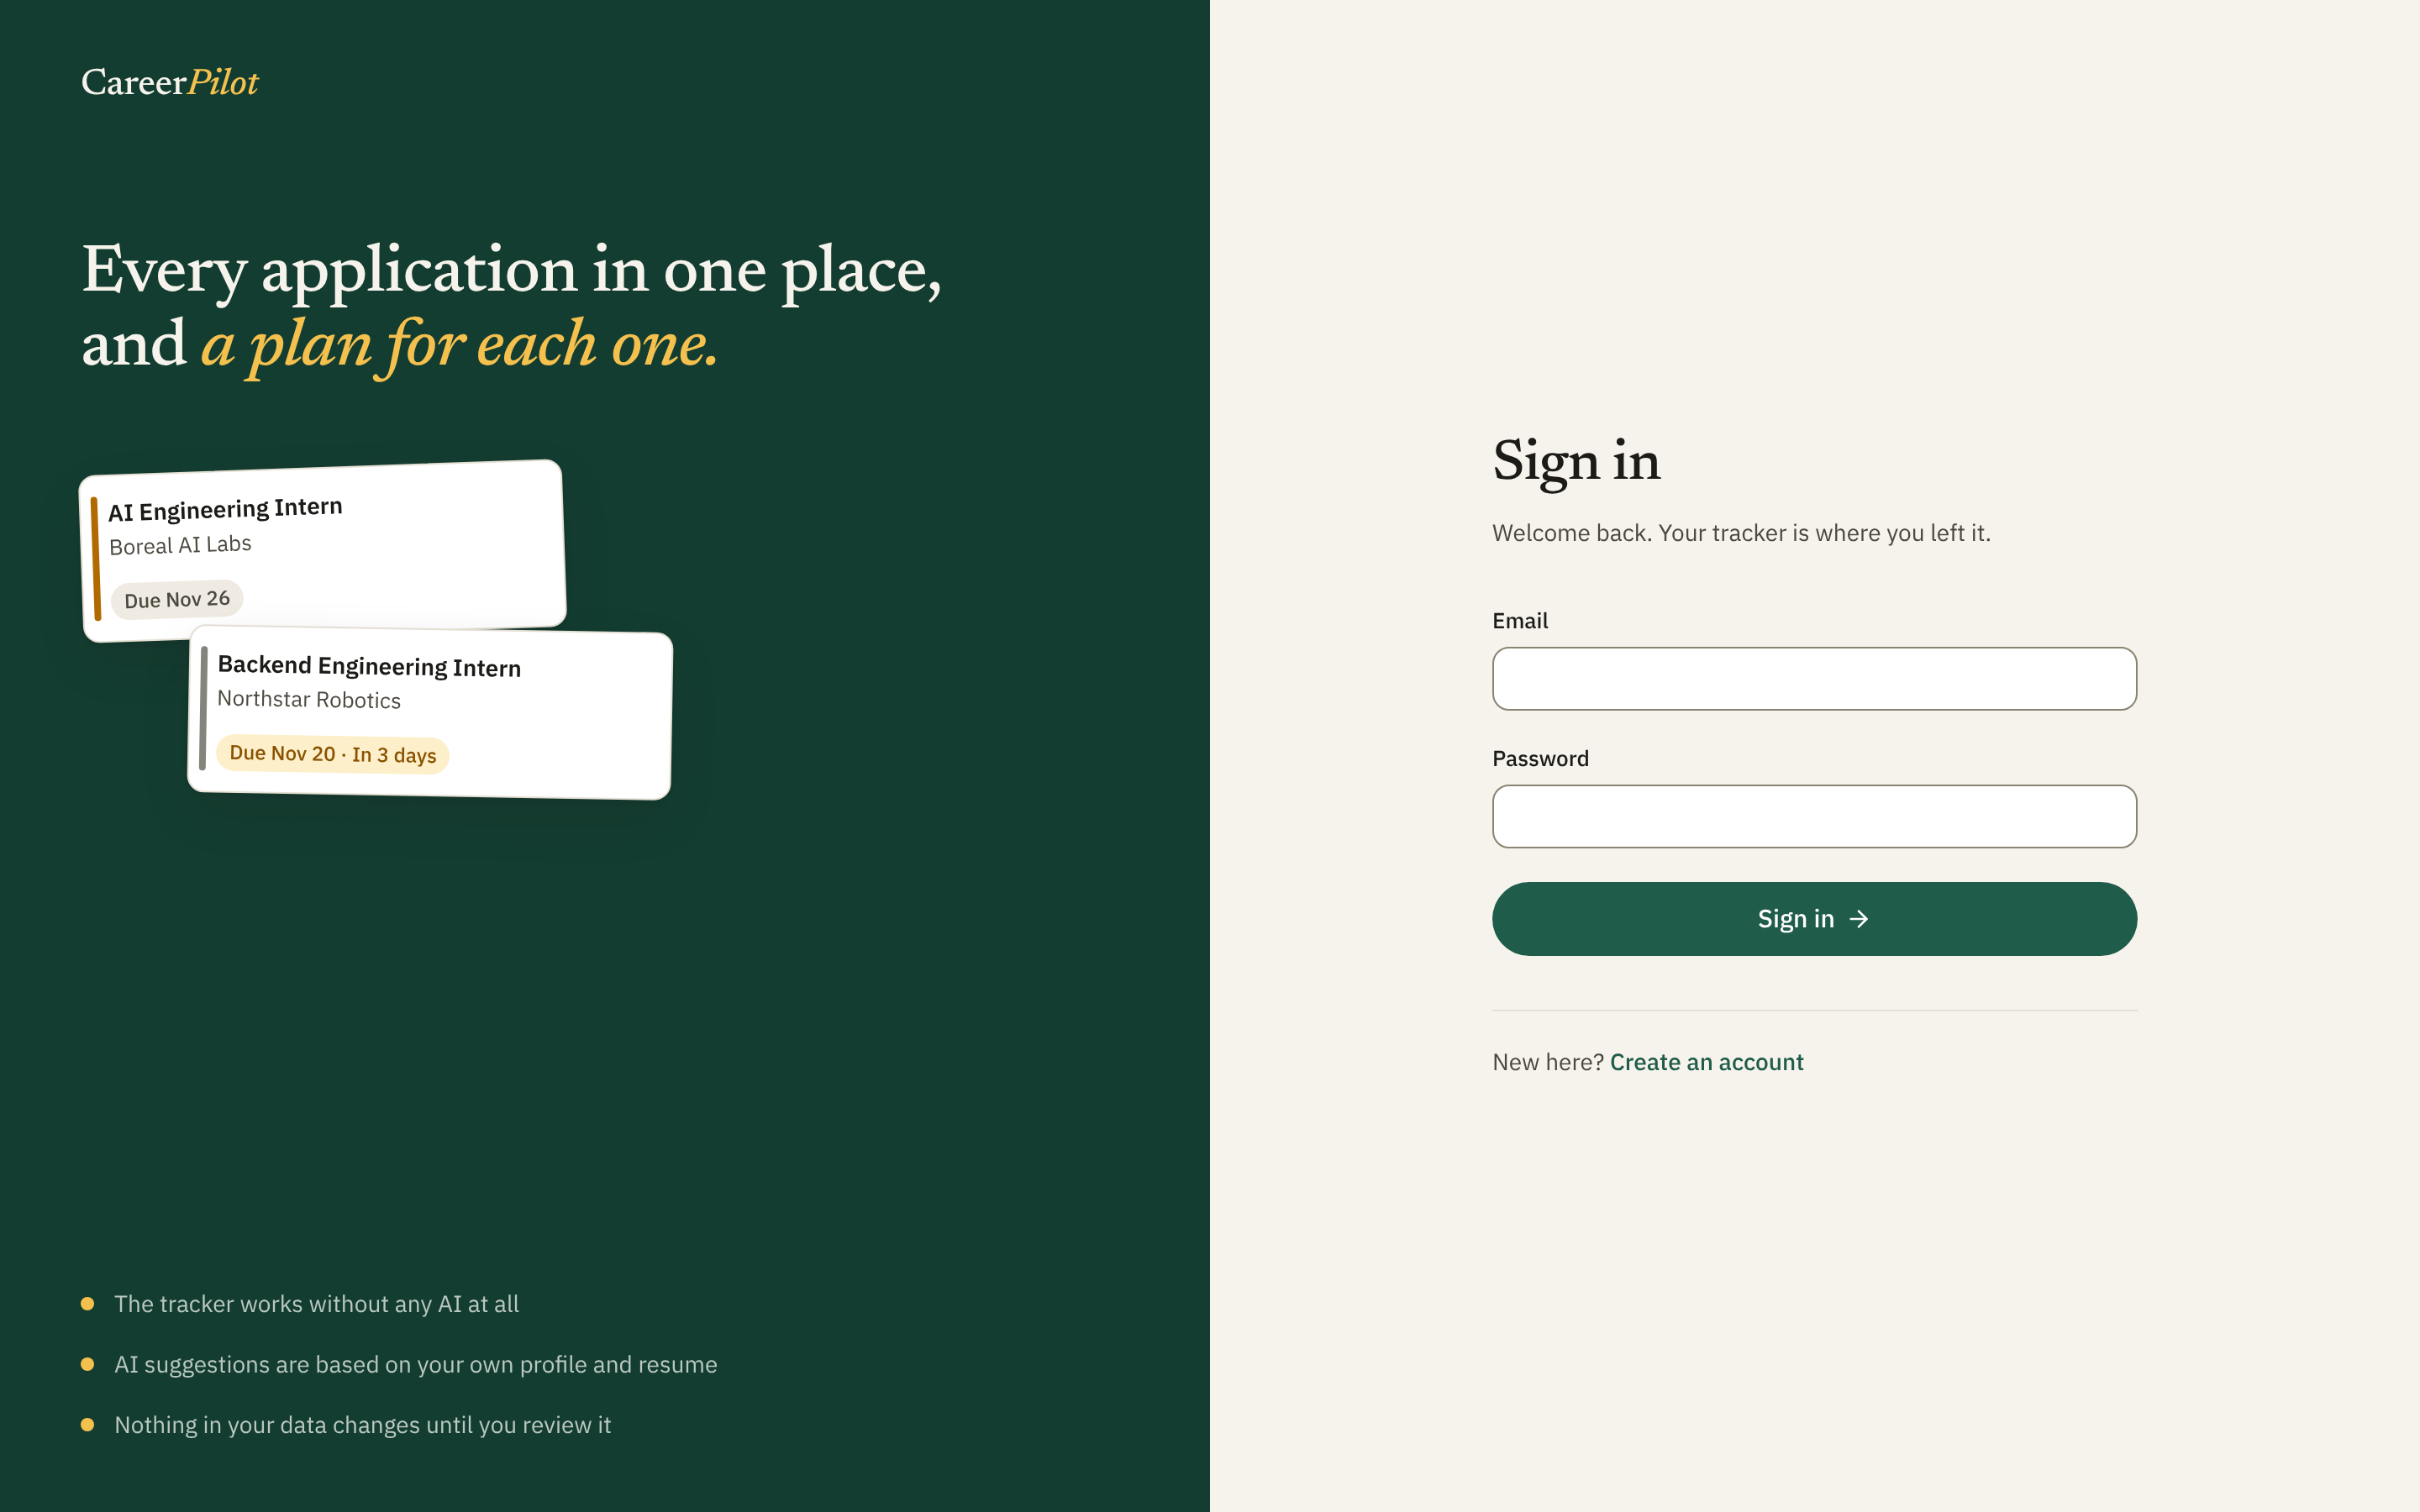 CareerPilot
Every application in one place,
and a plan for each one.
AI Engineering Intern
Boreal AI Labs
Due Nov 26
Backend Engineering Intern
Northstar Robotics
Due Nov 20 · In 3 days
The tracker works without any AI at all
AI suggestions are based on your own profile and resume
Nothing in your data changes until you review it
Sign in
Welcome back. Your tracker is where you left it.
Email
Password
Sign in →
New here? Create an account